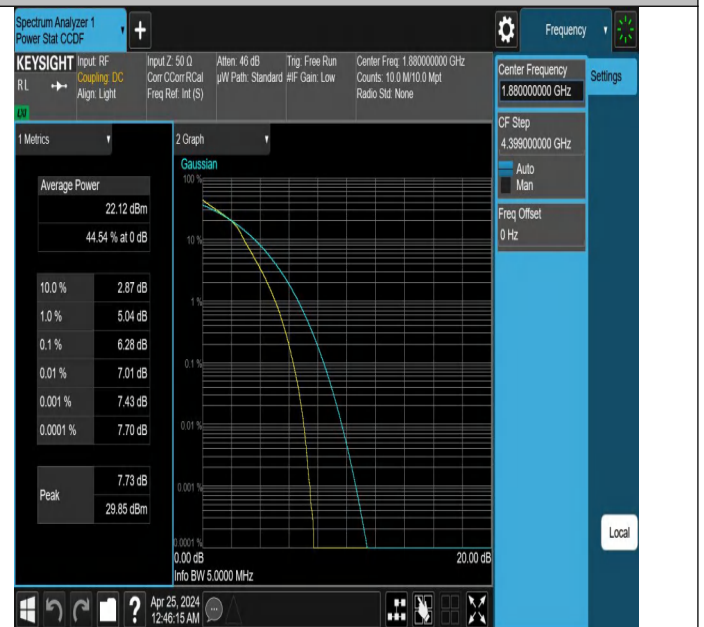 Spectrum Analyzer 1
Power Stat CCDF
+
Frequency
KEYSIGHT
RL
Input: RF
Coupling: DC
Align: Light
Input Z: 50 Ω
Corr CCorr RCal
Freq Ref: Int (S)
Atten: 46 dB
µW Path: Standard
Trig: Free Run
#IF Gain: Low
Center Freq: 1.880000000 GHz
Counts: 10.0 M/10.0 Mpt
Radio Std: None
LXI
Center Frequency
1.880000000 GHz
Settings
CF Step
4.399000000 GHz
Auto
Man
Freq Offset
0 Hz
1 Metrics
Average Power
22.12 dBm
44.54 % at 0 dB
10.0 % 2.87 dB
1.0 % 5.04 dB
0.1 % 6.28 dB
0.01 % 7.01 dB
0.001 % 7.43 dB
0.0001 % 7.70 dB
Peak 7.73 dB
29.85 dBm
2 Graph
Gaussian
100 %
10 %
1 %
0.1 %
0.01 %
0.001 %
0.0001 %
0.00 dB 20.00 dB
Info BW 5.0000 MHz
Local
?
Apr 25, 2024
12:46:15 AM